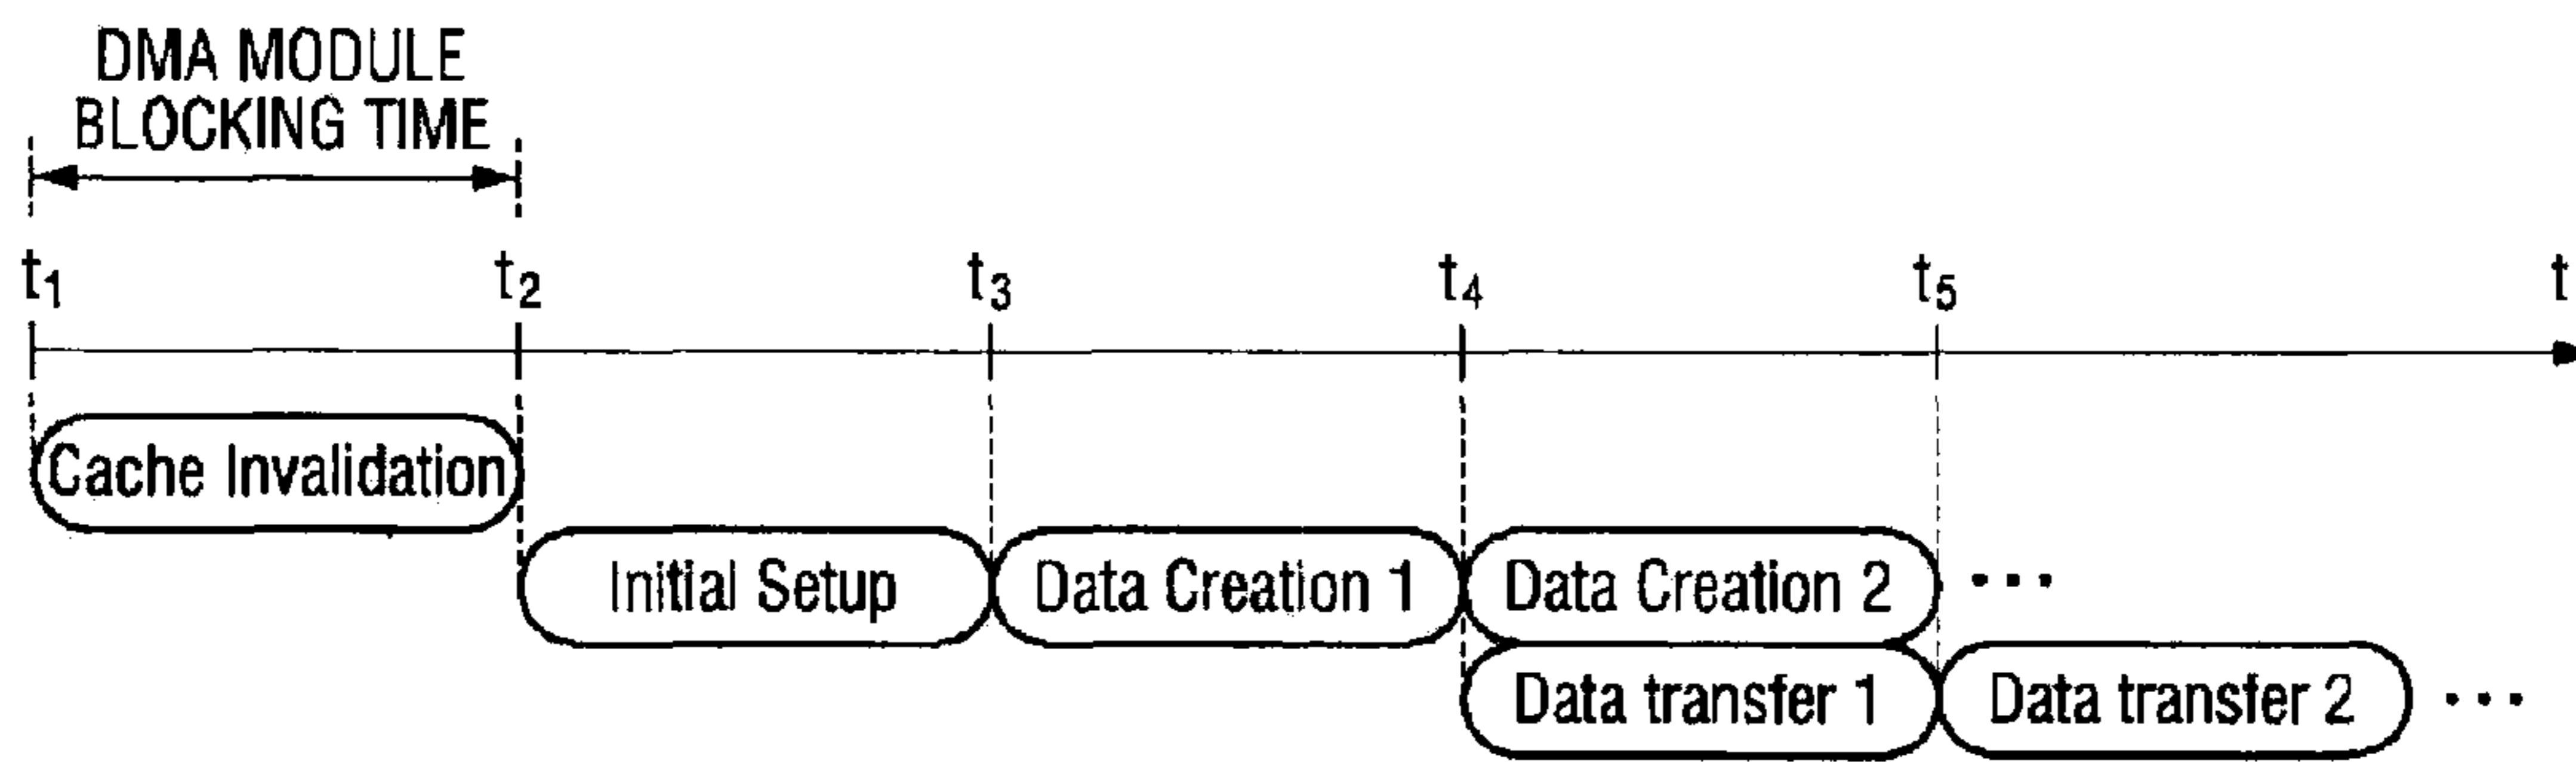 DMA MODULE
BLOCKING TIME
t1 t2 t3 t4 t5 t
Cache Invalidation
Initial Setup Data Creation 1 Data Creation 2 ...
Data transfer 1 Data transfer 2 ...